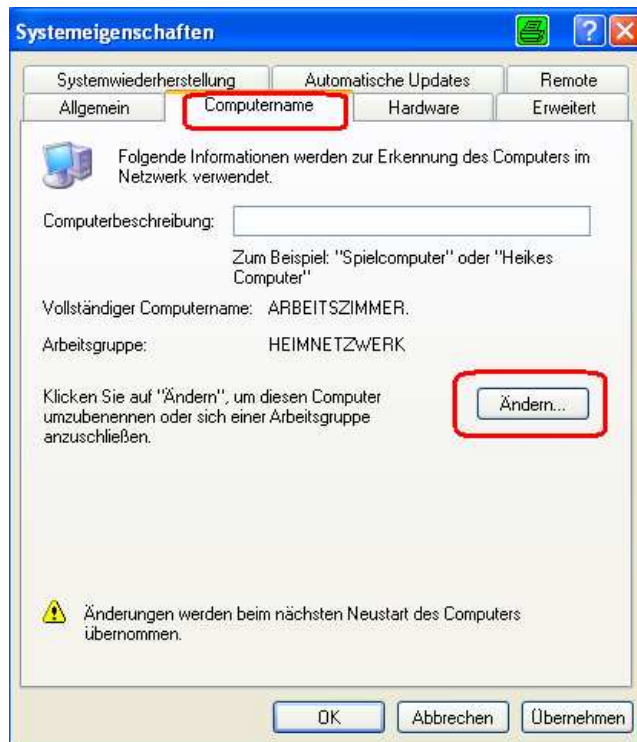 Systemeigenschaften
Systemwiederherstellung Automatische Updates Remote
Allgemein Computername Hardware Erweitert
Folgende Informationen werden zur Erkennung des Computers im
Netzwerk verwendet.
Computerbeschreibung:
Zum Beispiel: "Spielcomputer" oder "Heikes
Computer"
Vollständiger Computername: ARBEITSZIMMER.
Arbeitsgruppe: HEIMNETZWERK
Klicken Sie auf "Ändern", um diesen Computer
umzubenennen oder sich einer Arbeitsgruppe
anzuschließen.
Ändern...
Änderungen werden beim nächsten Neustart des Computers
übernommen.
OK Abbrechen Übernehmen